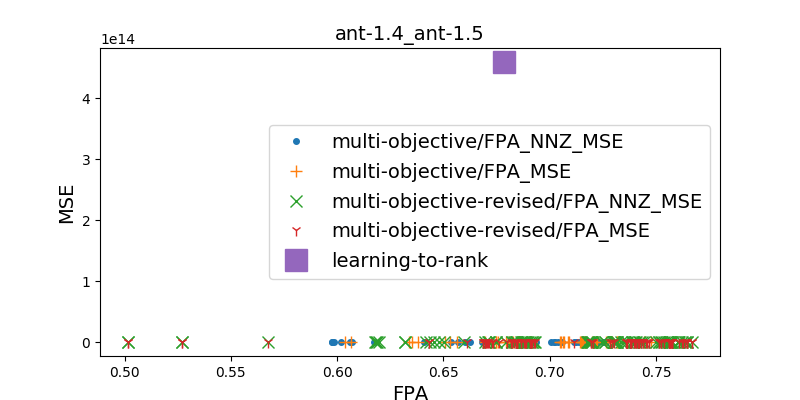 ant-1.4_ant-1.5
1e14
4
3
2
1
0
MSE
multi-objective/FPA_NNZ_MSE
multi-objective/FPA_MSE
multi-objective-revised/FPA_NNZ_MSE
multi-objective-revised/FPA_MSE
learning-to-rank
0.50 0.55 0.60 0.65 0.70 0.75
FPA